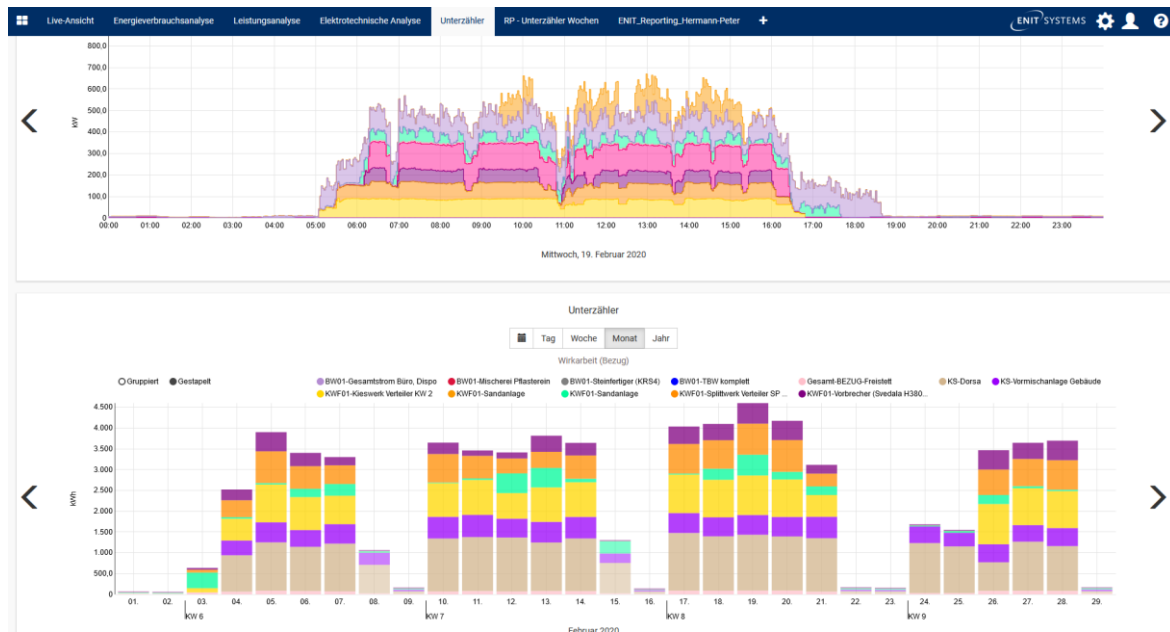 Live-Ansicht Energieverbrauchsanalyse Leistungsanalyse Elektrotechnische Analyse Unterzähler RP - Unterzähler Wochen ENIT_Reporting_Hermann-Peter + ENIT SYSTEMS ?
800,0
700,0
600,0
500,0
kW
400,0
300,0
200,0
100,0
0
00:00 01:00 02:00 03:00 04:00 05:00 06:00 07:00 08:00 09:00 10:00 11:00 12:00 13:00 14:00 15:00 16:00 17:00 18:00 19:00 20:00 21:00 22:00 23:00
Mittwoch, 19. Februar 2020
Unterzähler
Tag Woche Monat Jahr
Wirkarbeit (Bezug)
Gruppiert Gestapelt BW01-Gesamtstrom Büro, Dispo BW01-Mischerei Pflasterein BW01-Steinfertiger (KRS4) BW01-TBW komplett Gesamt-BEZUG-Freistett KS-Dorsa KS-Vormischanlage Gebäude
KWF01-Kieswerk Verteiler KW 2 KWF01-Sandanlage KWF01-Sandanlage KWF01-Splittwerk Verteiler SP ... KWF01-Vorbrecher (Svedala H380...
4.500
4.000
3.500
3.000
2.500
kWh
2.000
1.500
1.000
500,0
0
01. 02. 03. 04. 05. 06. 07. 08. 09. 10. 11. 12. 13. 14. 15. 16. 17. 18. 19. 20. 21. 22. 23. 24. 25. 26. 27. 28. 29.
KW 6 KW 7 KW 8 KW 9
Februar 2020